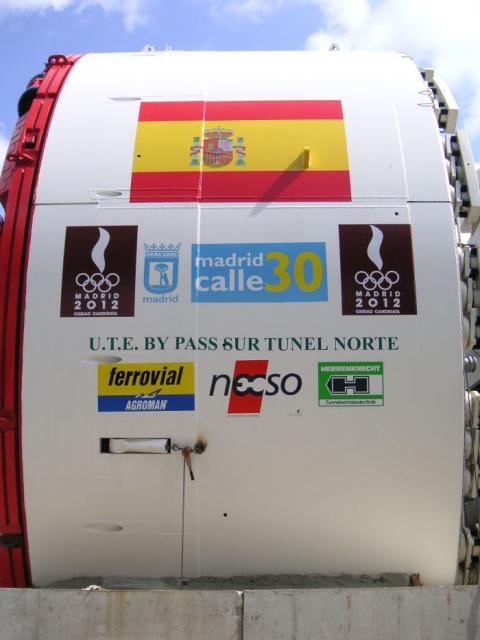 MADRID
2012
CIUDAD CANDIDATA
madrid
madrid
calle30
MADRID
2012
CIUDAD CANDIDATA
U.T.E. BY PASS SUR TUNEL NORTE
ferrovial
AGROMAN
necso
HERRENKNECHT
Tunnelvortriebstechnik